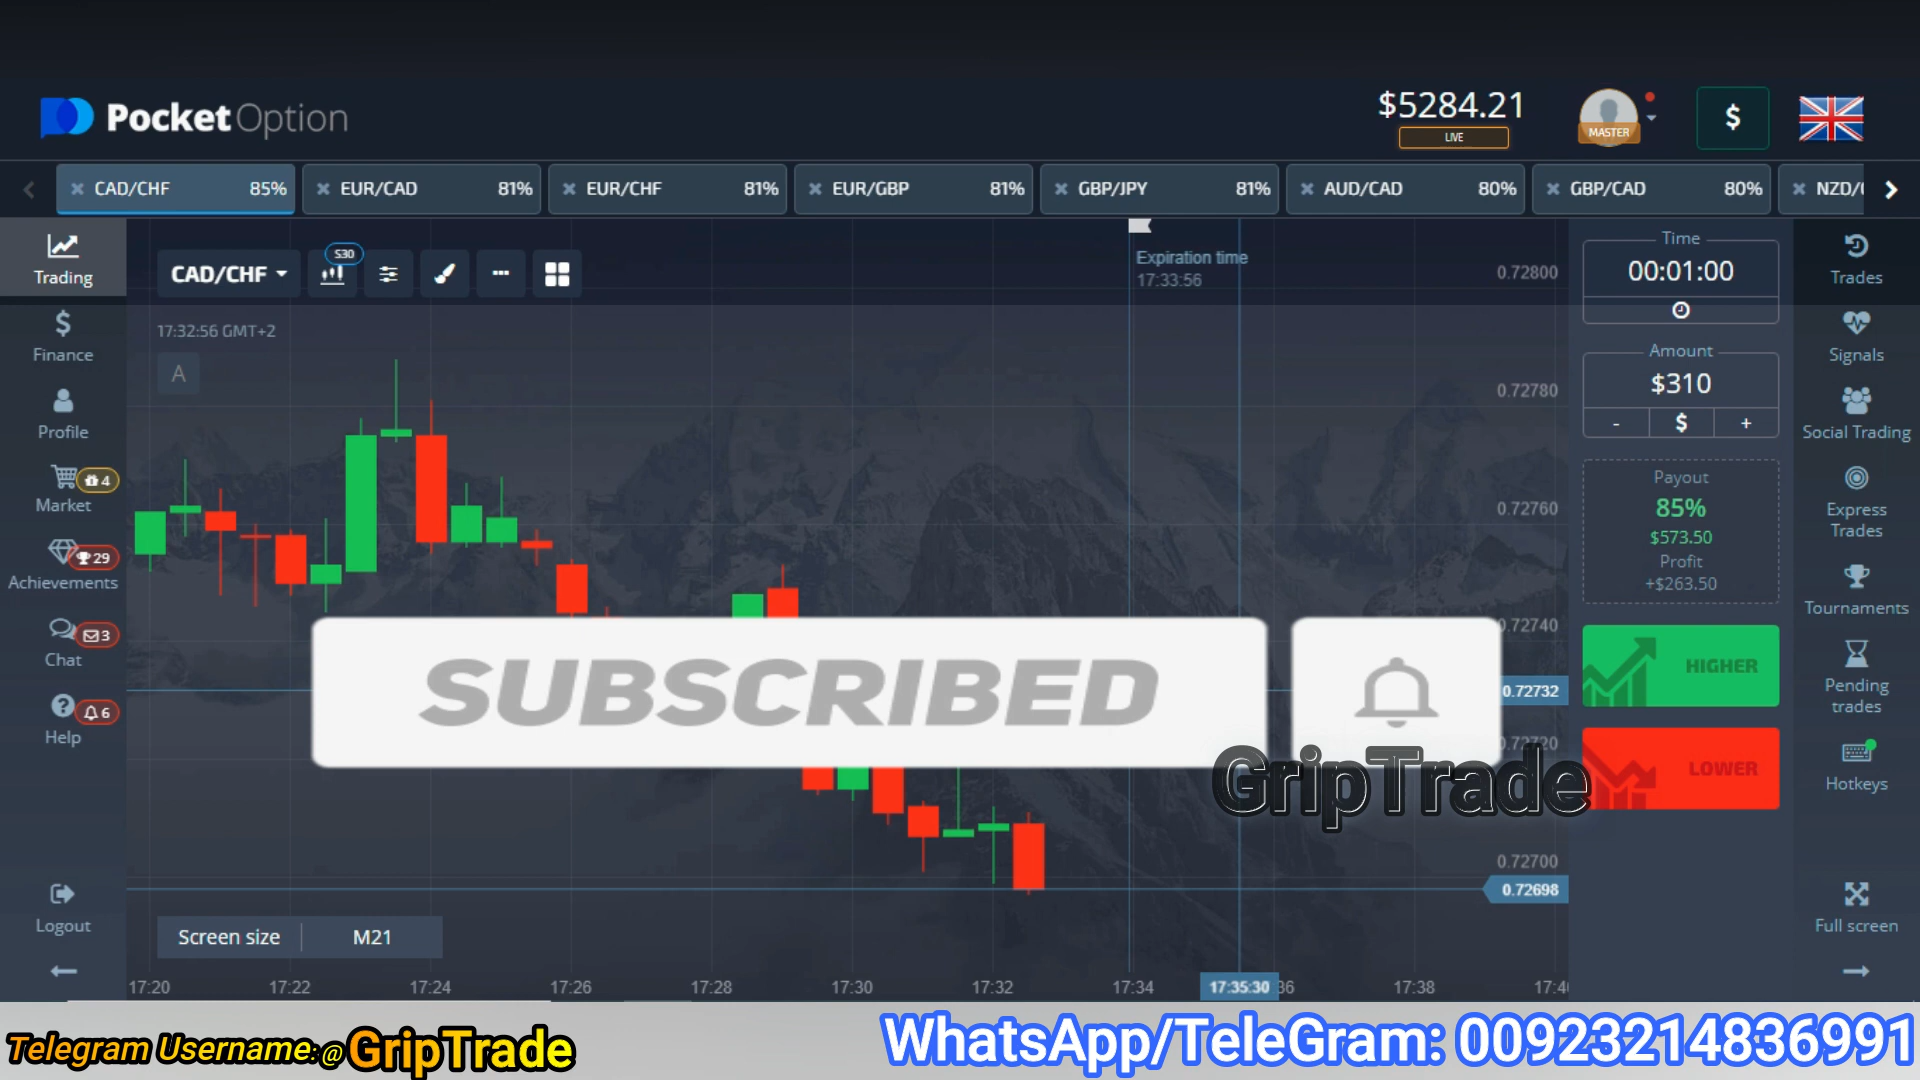 PocketOption
$5284.21
LIVE
MASTER
$
CAD/CHF 85%
EUR/CAD 81%
EUR/CHF 81%
EUR/GBP 81%
GBP/JPY 81%
AUD/CAD 80%
GBP/CAD 80%
Trading
Finance
Profile
4
Market
29
Achievements
3
Chat
6
Help
Logout
CAD/CHF
S30
17:32:56 GMT+2
A
Expiration time
17:33:56
0.72800
0.72780
0.72760
0.72740
0.72732
0.72720
0.72700
0.72698
SUBSCRIBED
GripTrade
Screen size M21
17:20 17:22 17:24 17:26 17:28 17:30 17:32 17:34 17:35:30 36 17:38
Time
00:01:00
Amount
$310
- $ +
Payout
85%
$573.50
Profit
+$263.50
HIGHER
LOWER
Trades
Signals
Social Trading
Express
Trades
Tournaments
Pending
trades
Hotkeys
Full screen
Telegram Username:@GripTrade
WhatsApp/TeleGram: 00923214836991